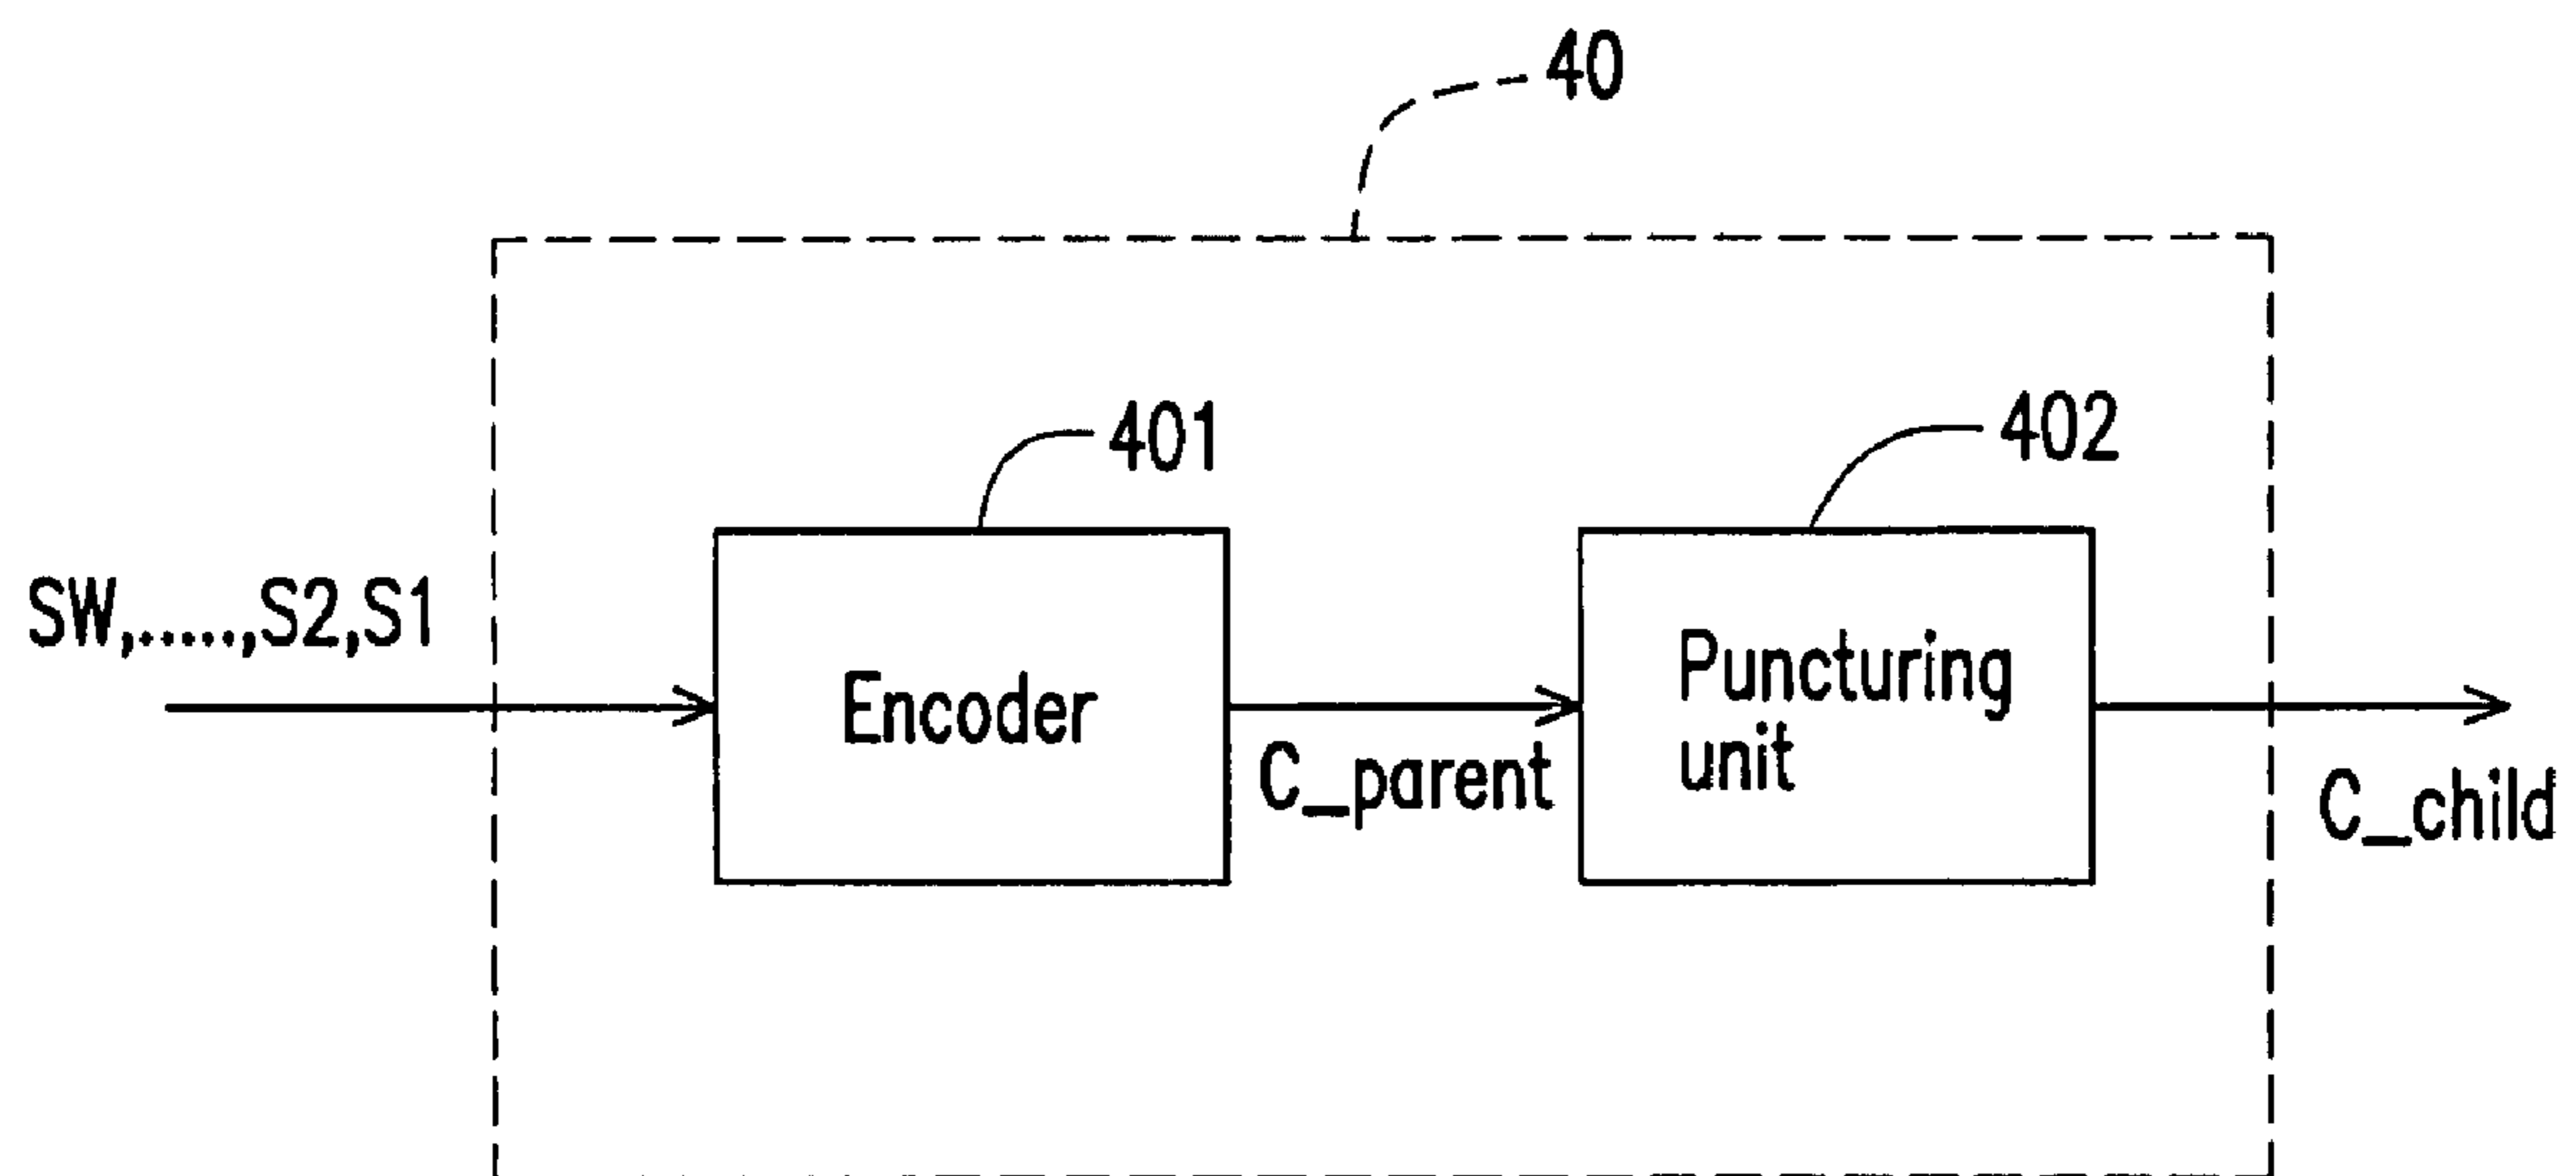 40
401
402
SW,.....,S2,S1
Encoder
C_parent
Puncturing
unit
C_child